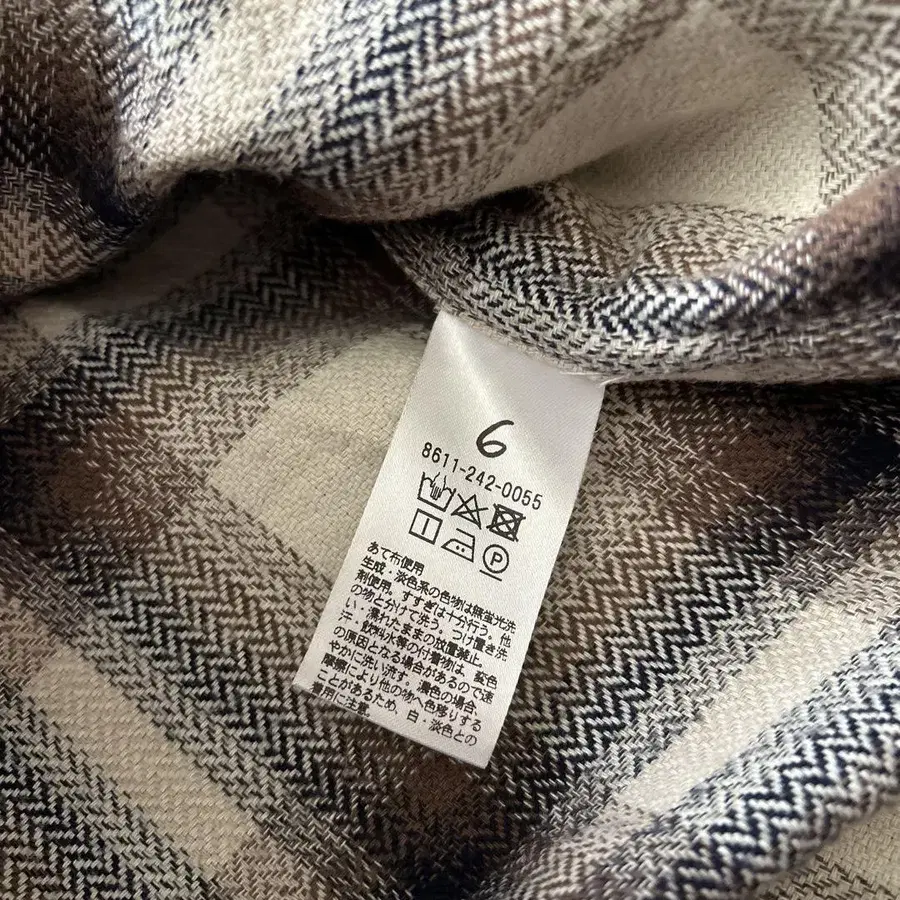 6
8611-242-0055
P
あて布使用
生成・淡色系の色物は無蛍光洗
剤使用。すすぎは十分行う。他
の物と分けて洗う。つけ置き洗
い・濡れたままの放置禁止。
汗・飲料水等の付着物は、変色
の原因となる場合があるので速
やかに洗い流す。濃色の場合、
摩擦により他の物へ色移りする
ことがあるため、白・淡色との
着用に注意